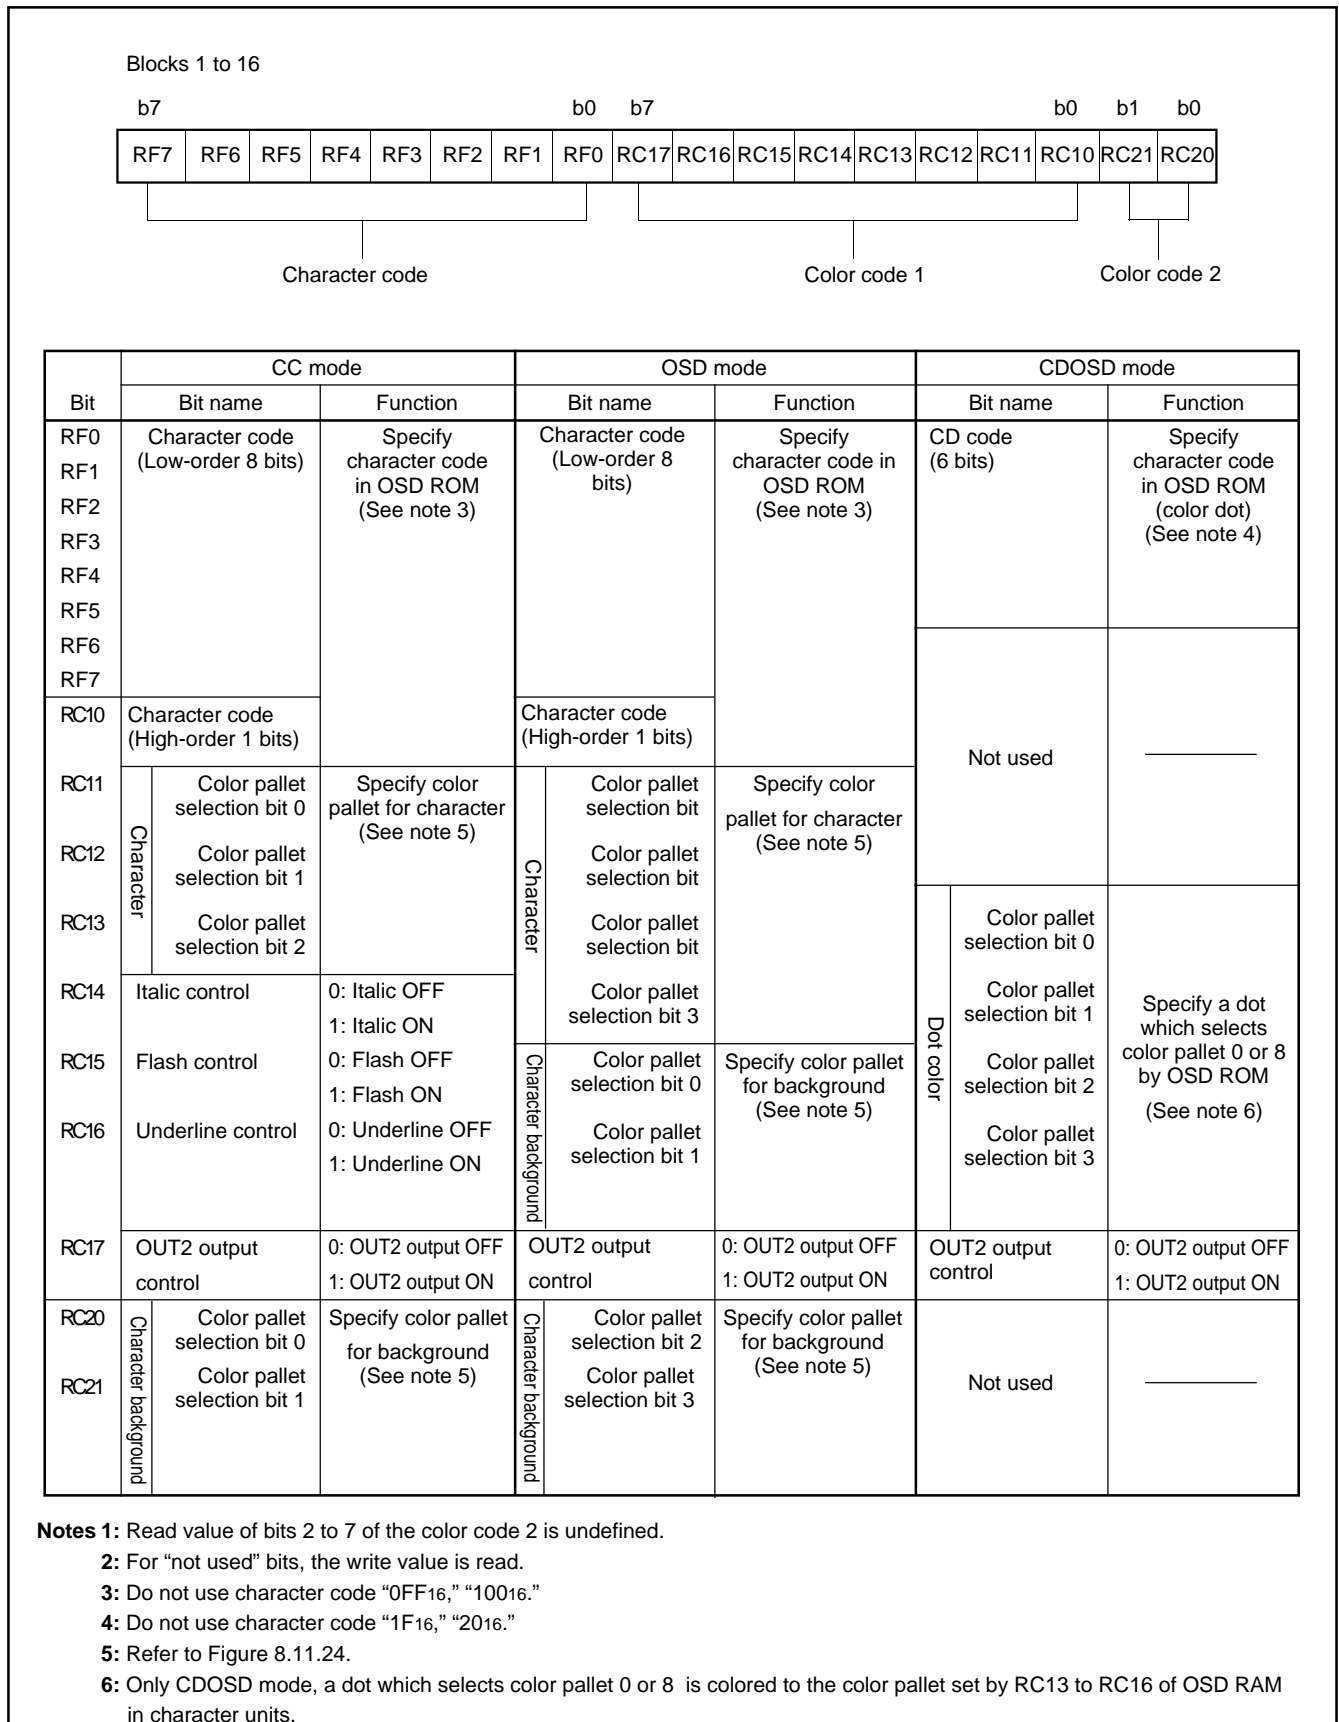 Blocks 1 to 16
b7 b0 b7 b0 b1 b0
RF7 RF6 RF5 RF4 RF3 RF2 RF1 RF0 RC17 RC16 RC15 RC14 RC13 RC12 RC11 RC10 RC21 RC20
Character code Color code 1 Color code 2
CC mode OSD mode CDOSD mode
Bit Bit name Function Bit name Function Bit name Function
RF0 Character code Specify Character code Specify CD code Specify
(Low-order 8 bits) character code (Low-order 8 character code in (6 bits) character code
RF1 in OSD ROM bits) OSD ROM in OSD ROM
RF2 (See note 3) (See note 3) (color dot)
RF3 (See note 4)
RF4
RF5
RF6
RF7
RC10 Character code Character code
(High-order 1 bits) (High-order 1 bits)
Not used
RC11 Color pallet Specify color Color pallet Specify color
selection bit 0 pallet for character selection bit pallet for character
(See note 5) (See note 5)
RC12 Character Color pallet Character Color pallet
selection bit 1 selection bit
RC13 Color pallet Color pallet Color pallet
selection bit 2 selection bit selection bit 0
RC14 Italic control 0: Italic OFF Color pallet Color pallet Specify a dot
1: Italic ON selection bit 3 selection bit 1 which selects
RC15 Flash control 0: Flash OFF Character background Color pallet Specify color pallet Dot color Color pallet color pallet 0 or 8
1: Flash ON selection bit 0 for background selection bit 2 by OSD ROM
(See note 5) (See note 6)
RC16 Underline control 0: Underline OFF Color pallet Color pallet
1: Underline ON selection bit 1 selection bit 3
RC17 OUT2 output 0: OUT2 output OFF OUT2 output 0: OUT2 output OFF OUT2 output 0: OUT2 output OFF
control 1: OUT2 output ON control 1: OUT2 output ON control 1: OUT2 output ON
RC20 Character background Color pallet Specify color pallet Character background Color pallet Specify color pallet
selection bit 0 for background selection bit 2 for background
RC21 Color pallet (See note 5) Color pallet (See note 5) Not used
selection bit 1 selection bit 3
Notes 1: Read value of bits 2 to 7 of the color code 2 is undefined.
2: For “not used” bits, the write value is read.
3: Do not use character code “0FF16,” “10016.”
4: Do not use character code “1F16,” “2016.”
5: Refer to Figure 8.11.24.
6: Only CDOSD mode, a dot which selects color pallet 0 or 8 is colored to the color pallet set by RC13 to RC16 of OSD RAM
in character units.